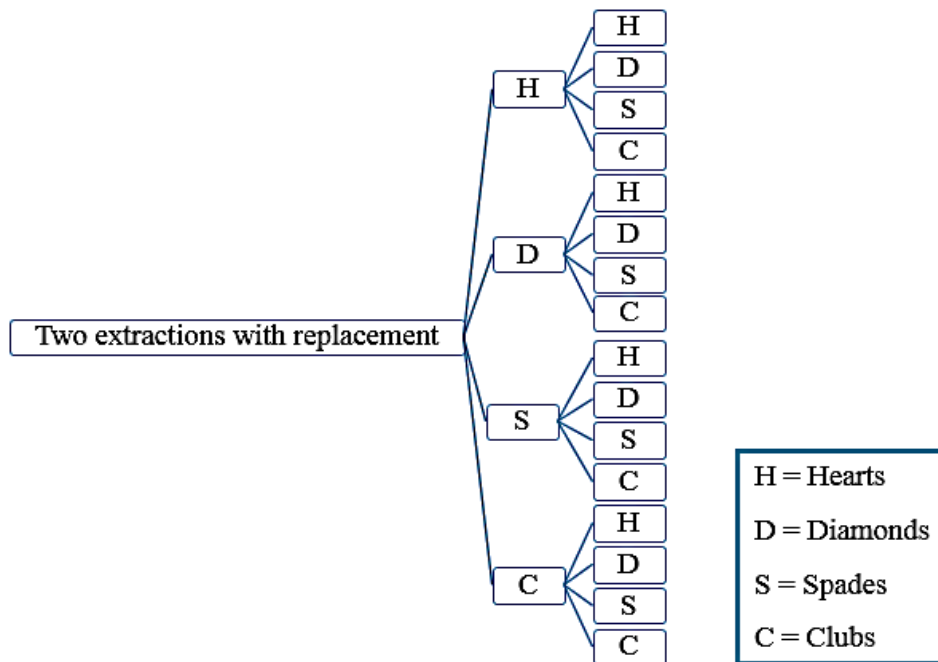 H
H
D
S
C
D
H
D
S
C
Two extractions with replacement
S
H
D
S
C
C
H
D
S
C
H = Hearts
D = Diamonds
S = Spades
C = Clubs